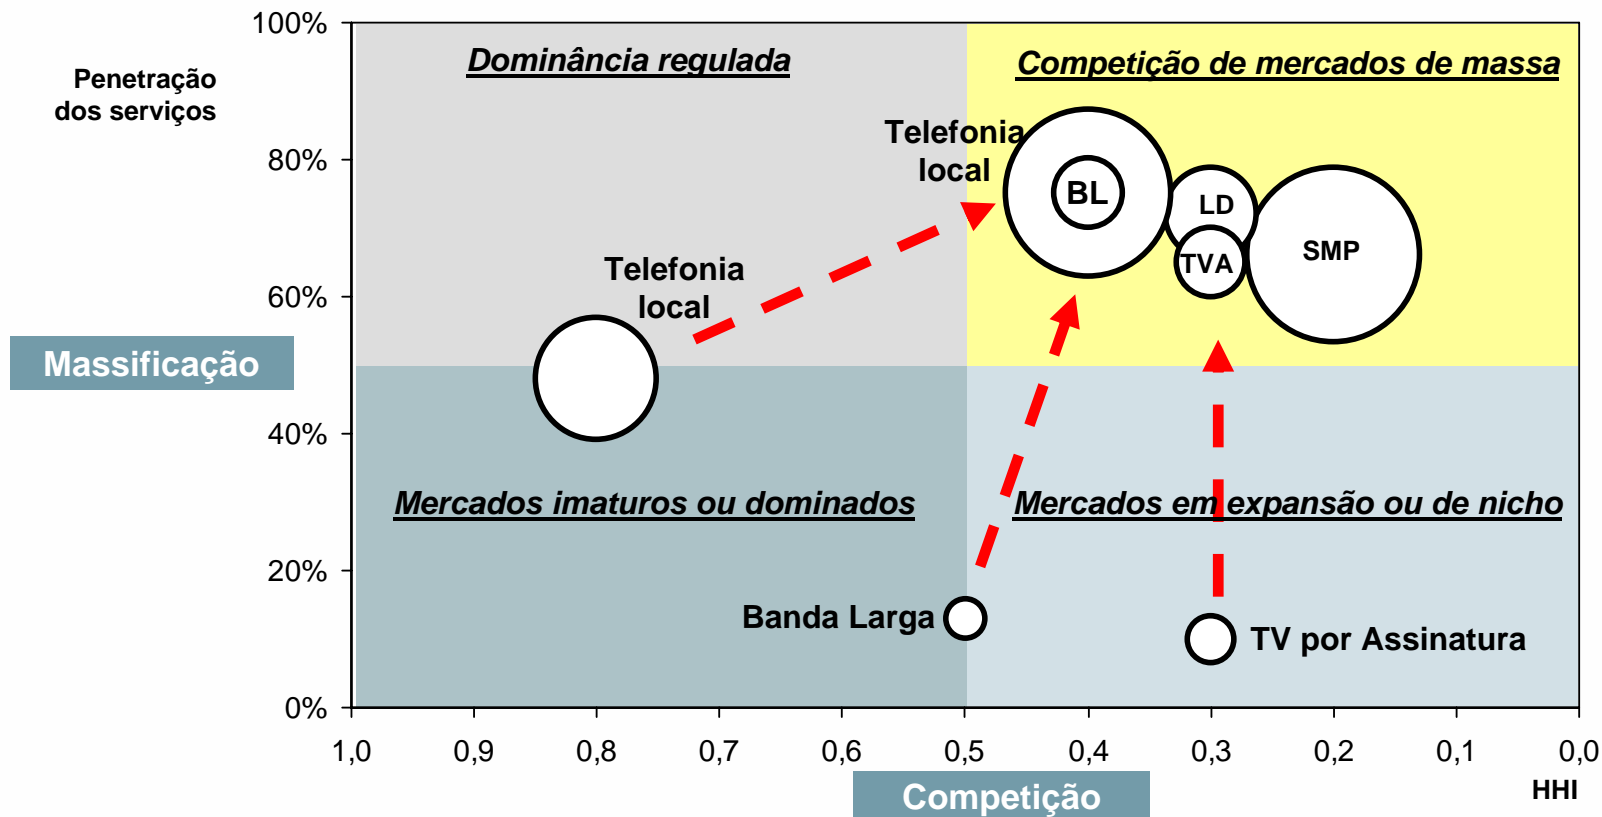 100%
Dominância regulada
Competição de mercados de massa
Penetração
dos serviços
Telefonia
local
80%
BL
LD
TVA
SMP
Telefonia
local
60%
Massificação
40%
Mercados imaturos ou dominados
Mercados em expansão ou de nicho
20%
Banda Larga
TV por Assinatura
0%
1,0 0,9 0,8 0,7 0,6 0,5 0,4 0,3 0,2 0,1 0,0
HHI
Competição